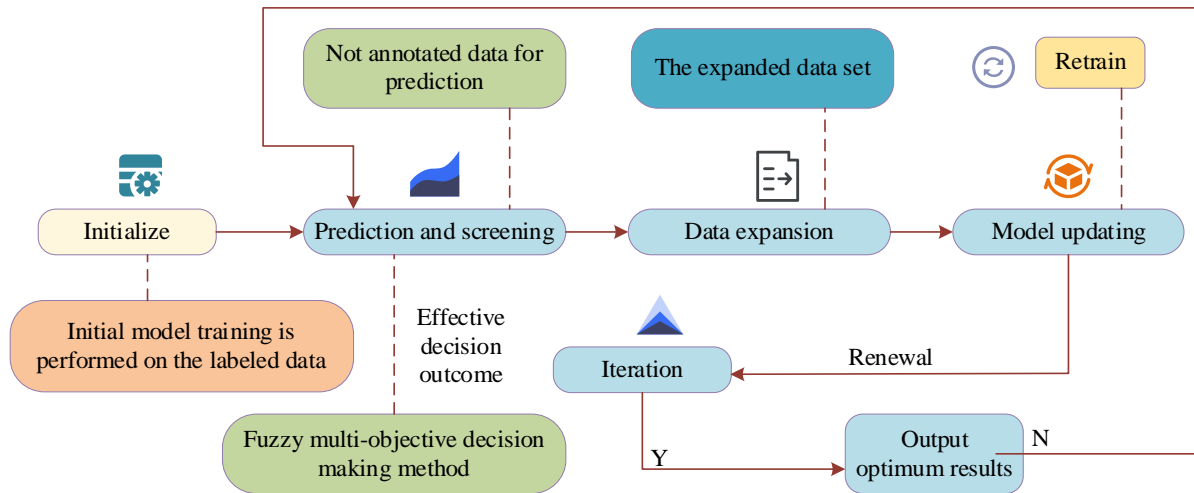 Not annotated data for
prediction
The expanded data set
Retrain
Initialize
Prediction and screening
Data expansion
Model updating
Initial model training is
performed on the labeled data
Effective
decision
outcome
Iteration
Renewal
Fuzzy multi-objective decision
making method
Y
Output
optimum results
N